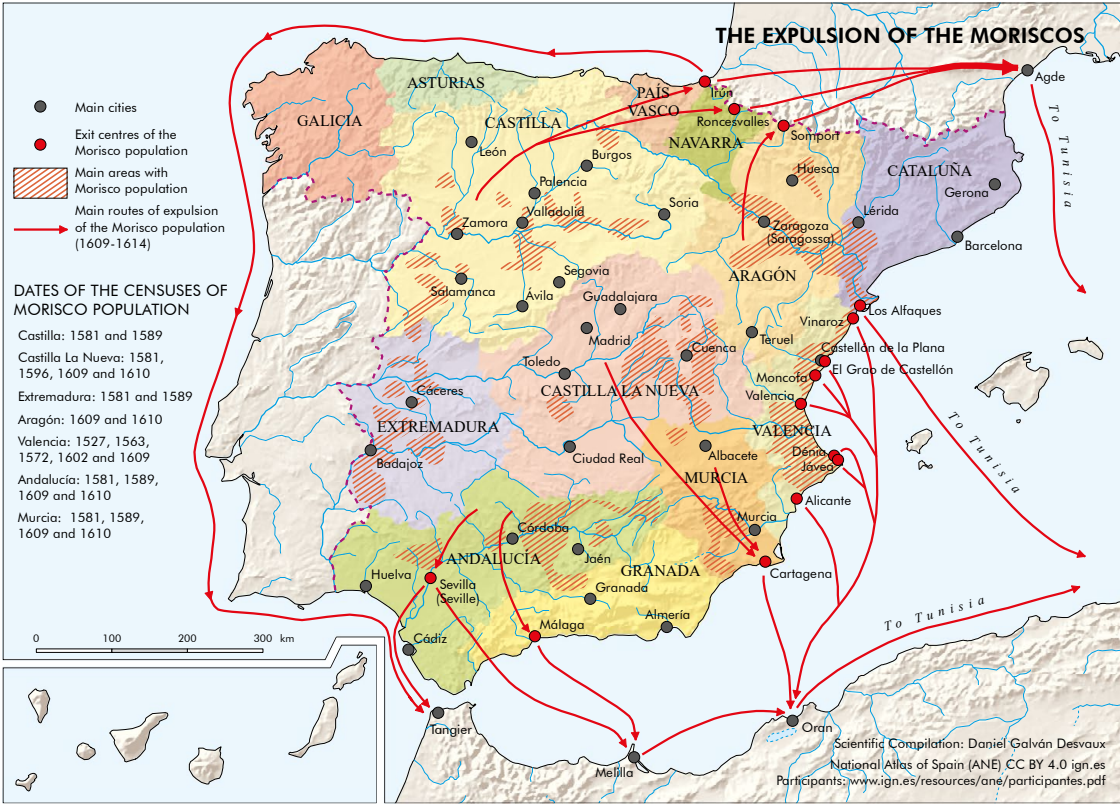 THE EXPULSION OF THE MORISCOS
Main cities
Exit centres of the
Morisco population
Main areas with
Morisco population
Main routes of expulsion
of the Morisco population
(1609-1614)
DATES OF THE CENSUSES OF
MORISCO POPULATION
Castilla: 1581 and 1589
Castilla La Nueva: 1581,
1596, 1609 and 1610
Extremadura: 1581 and 1589
Aragón: 1609 and 1610
Valencia: 1527, 1563,
1572, 1602 and 1609
Andalucía: 1581, 1589,
1609 and 1610
Murcia: 1581, 1589,
1609 and 1610
0 100 200 300 km
GALICIA
ASTURIAS
CASTILLA
PAÍS
VASCO
NAVARRA
CATALUÑA
ARAGÓN
CASTILLA LA NUEVA
EXTREMADURA
VALENCIA
MURCIA
ANDALUCÍA
GRANADA
Irún
Roncesvalles
Somport
Agde
To Tunisia
León
Burgos
Palencia
Valladolid
Zamora
Soria
Huesca
Zaragoza
(Saragossa)
Lérida
Gerona
Barcelona
Salamanca
Segovia
Ávila
Guadalajara
Madrid
Toledo
Cuenca
Teruel
Los Alfaques
Vinaroz
Castellón de la Plana
El Grao de Castellón
Moncofa
Valencia
To Tunisia
Cáceres
Badajoz
Ciudad Real
Albacete
Dénia
Jávea
Alicante
Murcia
Cartagena
Córdoba
Jaén
Huelva
Sevilla
(Seville)
Granada
Almería
Málaga
Cádiz
To Tunisia
Tangier
Melilla
Oran
Scientific Compilation: Daniel Galván Desvaux
National Atlas of Spain (ANE) CC BY 4.0 ign.es
Participants: www.ign.es/resources/ane/participantes.pdf